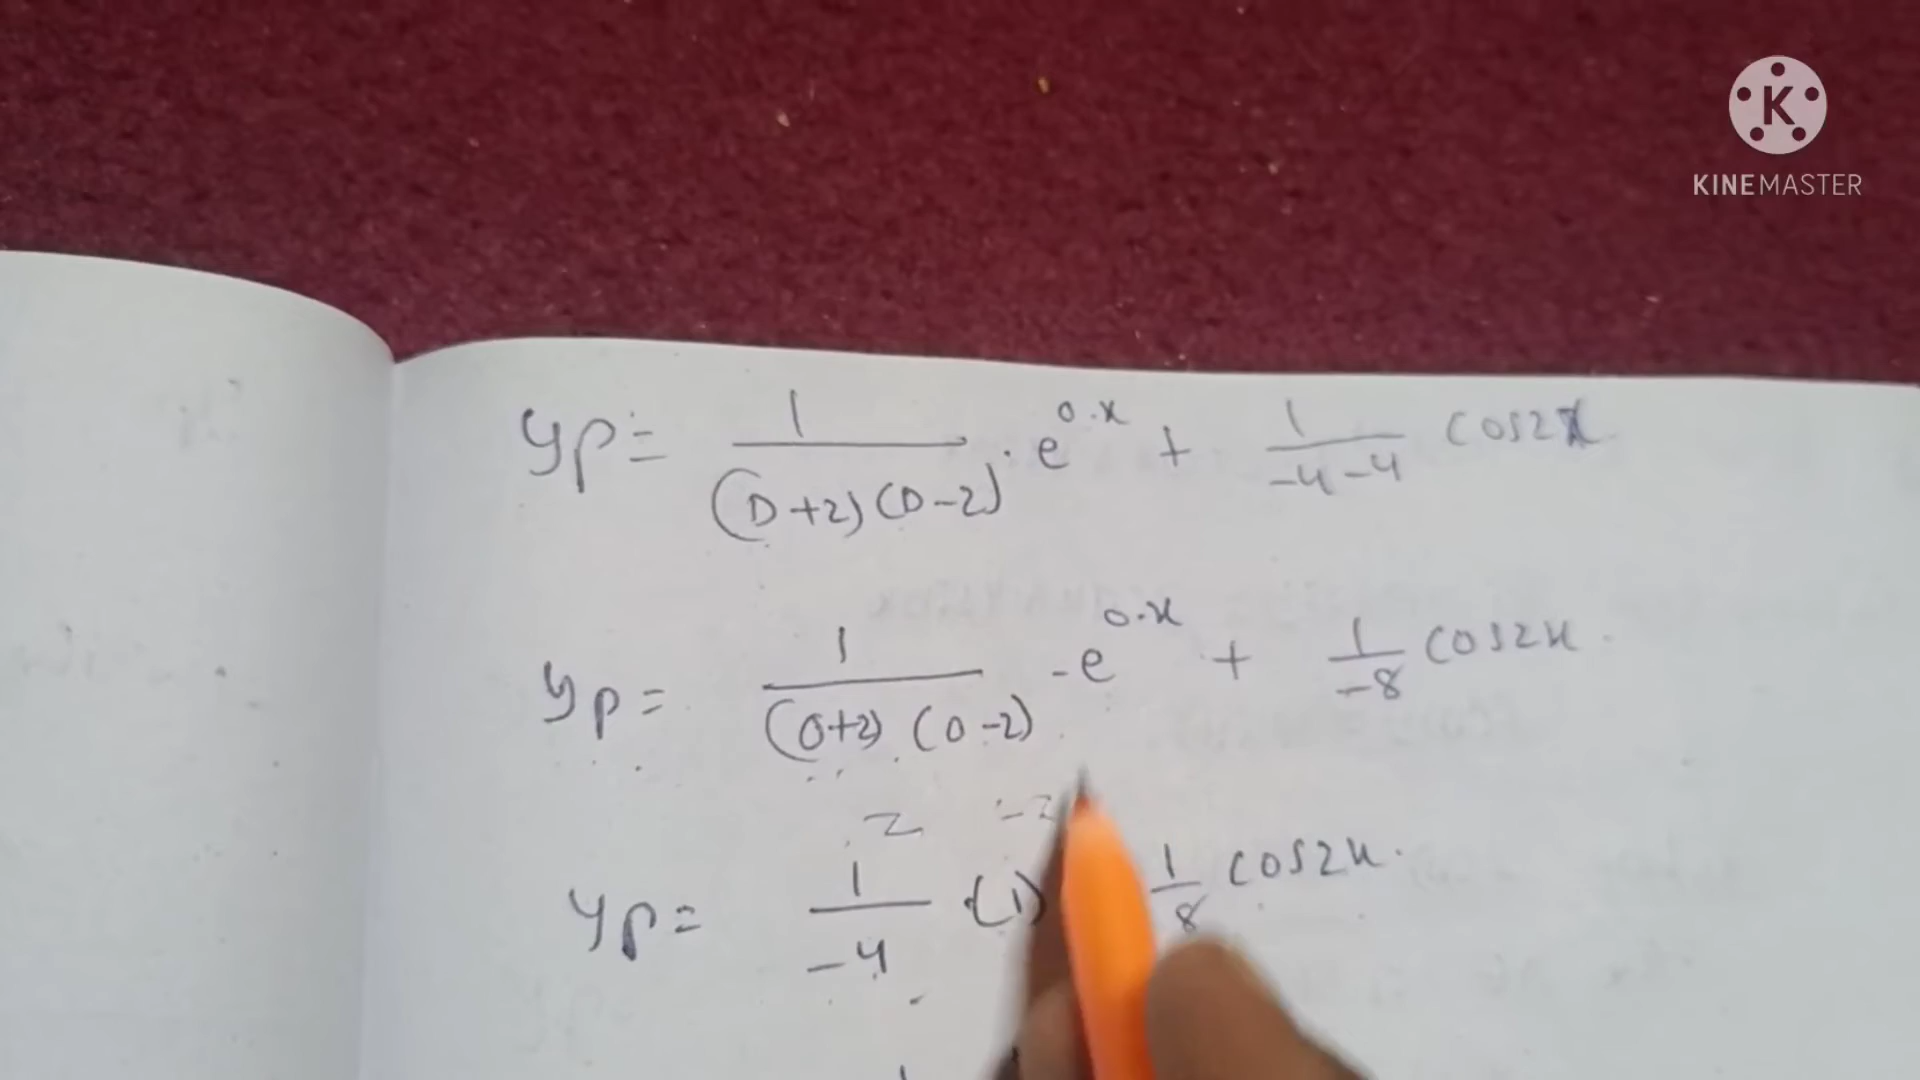 K
KINEMASTER
yp = 1/((D+2)(D-2)) · e^(0·x) + 1/(-4-4) cos2x
yp = 1/((0+2)(0-2)) · e^(0·x) + 1/(-8) cos2x
2 -2
yp = 1/(-4) · (1) 1/8 cos2x